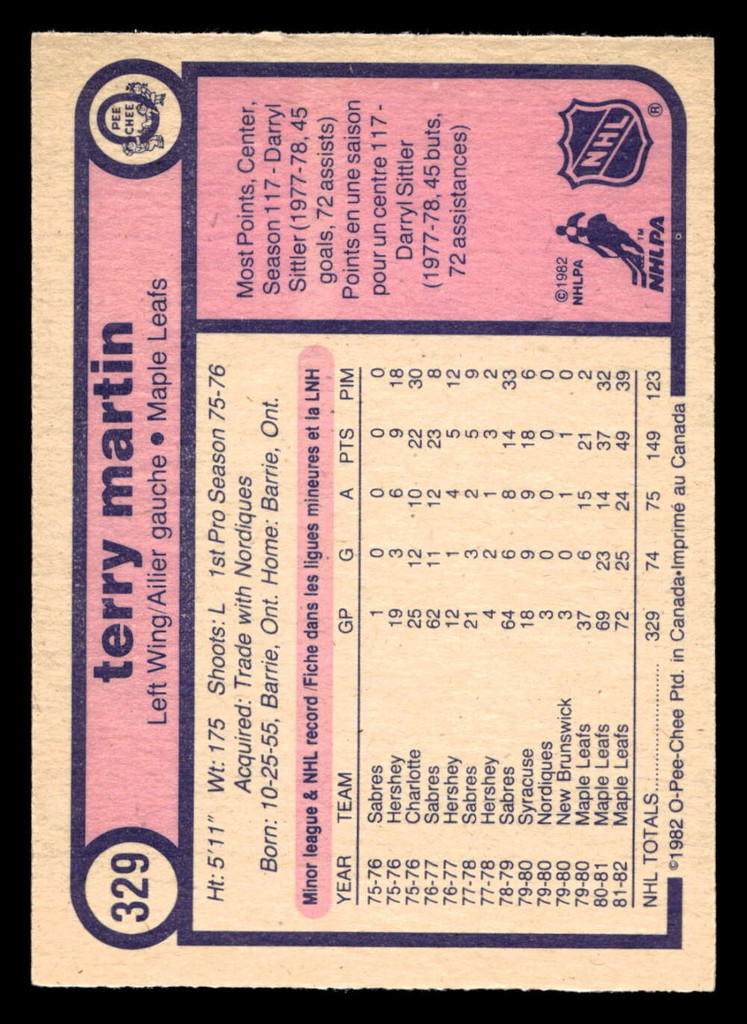 329
terry martin
Left Wing/Ailier gauche • Maple Leafs
O
PEE
CHEE
Ht: 5'11" Wt: 175 Shoots: L 1st Pro Season 75-76
Acquired: Trade with Nordiques
Born: 10-25-55, Barrie, Ont. Home: Barrie, Ont.
Minor league & NHL record/Fiche dans les ligues mineures et la LNH
YEAR TEAM GP G A PTS PIM
75-76 Sabres 1 0 0 0 0
75-76 Hershey 19 3 6 9 18
75-76 Charlotte 25 12 10 22 30
76-77 Sabres 62 11 12 23 8
76-77 Hershey 12 1 4 5 12
77-78 Sabres 21 3 2 5 9
77-78 Hershey 4 2 1 3 2
78-79 Sabres 64 6 8 14 33
79-80 Syracuse 18 9 9 18 6
79-80 Nordiques 3 0 0 0 0
79-80 New Brunswick 3 0 1 1 0
79-80 Maple Leafs 37 6 15 21 2
80-81 Maple Leafs 69 23 14 37 32
81-82 Maple Leafs 72 25 24 49 39
NHL TOTALS.................... 329 74 75 149 123
©1982 O-Pee-Chee Ptd. in Canada•Imprimé au Canada
Most Points, Center,
Season 117 - Darryl
Sittler (1977-78, 45
goals, 72 assists)
Points en une saison
pour un centre 117 -
Darryl Sittler
(1977-78, 45 buts,
72 assistances)
©1982
NHLPA
NHLPA™
NHL®